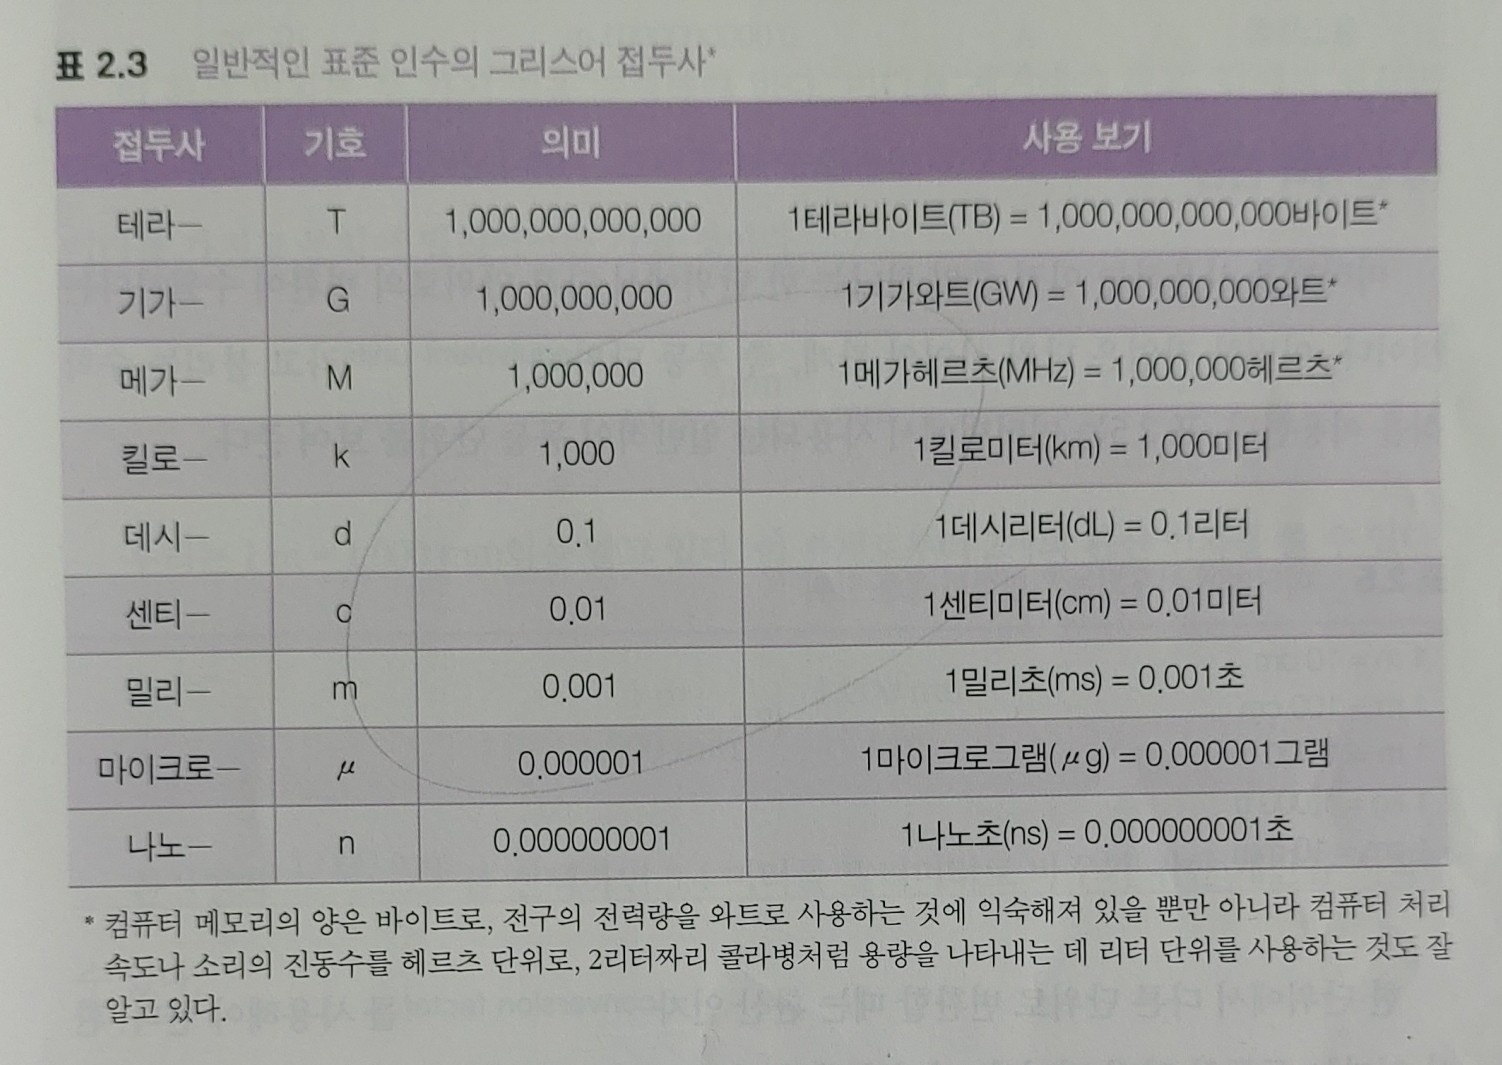 표 2.3 일반적인 표준 인수의 그리스어 접두사*
접두사 기호 의미 사용 보기
테라— T 1,000,000,000,000 1테라바이트(TB) = 1,000,000,000,000바이트*
기가— G 1,000,000,000 1기가와트(GW) = 1,000,000,000와트*
메가— M 1,000,000 1메가헤르츠(MHz) = 1,000,000헤르츠*
킬로— k 1,000 1킬로미터(km) = 1,000미터
데시— d 0.1 1데시리터(dL) = 0.1리터
센티— c 0.01 1센티미터(cm) = 0.01미터
밀리— m 0.001 1밀리초(ms) = 0.001초
마이크로— μ 0.000001 1마이크로그램(μg) = 0.000001그램
나노— n 0.000000001 1나노초(ns) = 0.000000001초
* 컴퓨터 메모리의 양은 바이트로, 전구의 전력량을 와트로 사용하는 것에 익숙해져 있을 뿐만 아니라 컴퓨터 처리
속도나 소리의 진동수를 헤르츠 단위로, 2리터짜리 콜라병처럼 용량을 나타내는 데 리터 단위를 사용하는 것도 잘
알고 있다.